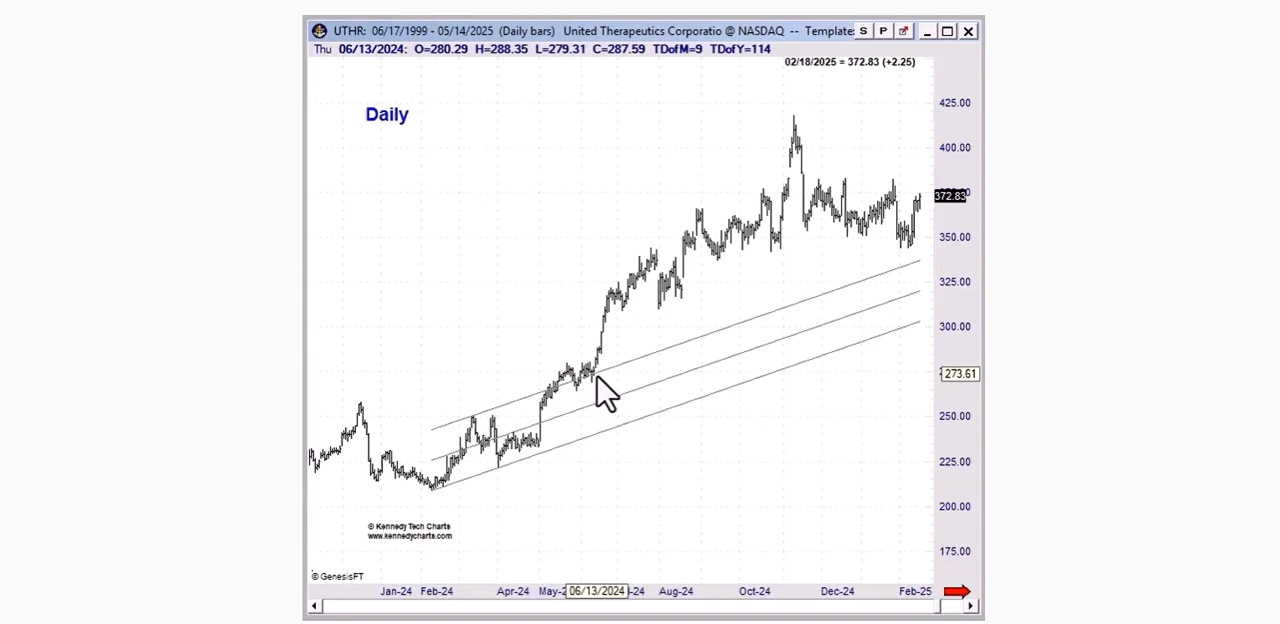 UTHR: 06/17/1999 - 05/14/2025 (Daily bars) United Therapeutics Corporatio @ NASDAQ -- Template: S P
Thu 06/13/2024: O=280.29 H=288.35 L=279.31 C=287.59 TDofM=9 TDofY=114
02/18/2025 = 372.83 (+2.25)
Daily
425.00
400.00
372.83
350.00
325.00
300.00
273.61
250.00
225.00
200.00
175.00
© Kennedy Tech Charts
www.kennedycharts.com
© GenesisFT
Jan-24 Feb-24 Apr-24 06/13/2024 Aug-24 Oct-24 Dec-24 Feb-25